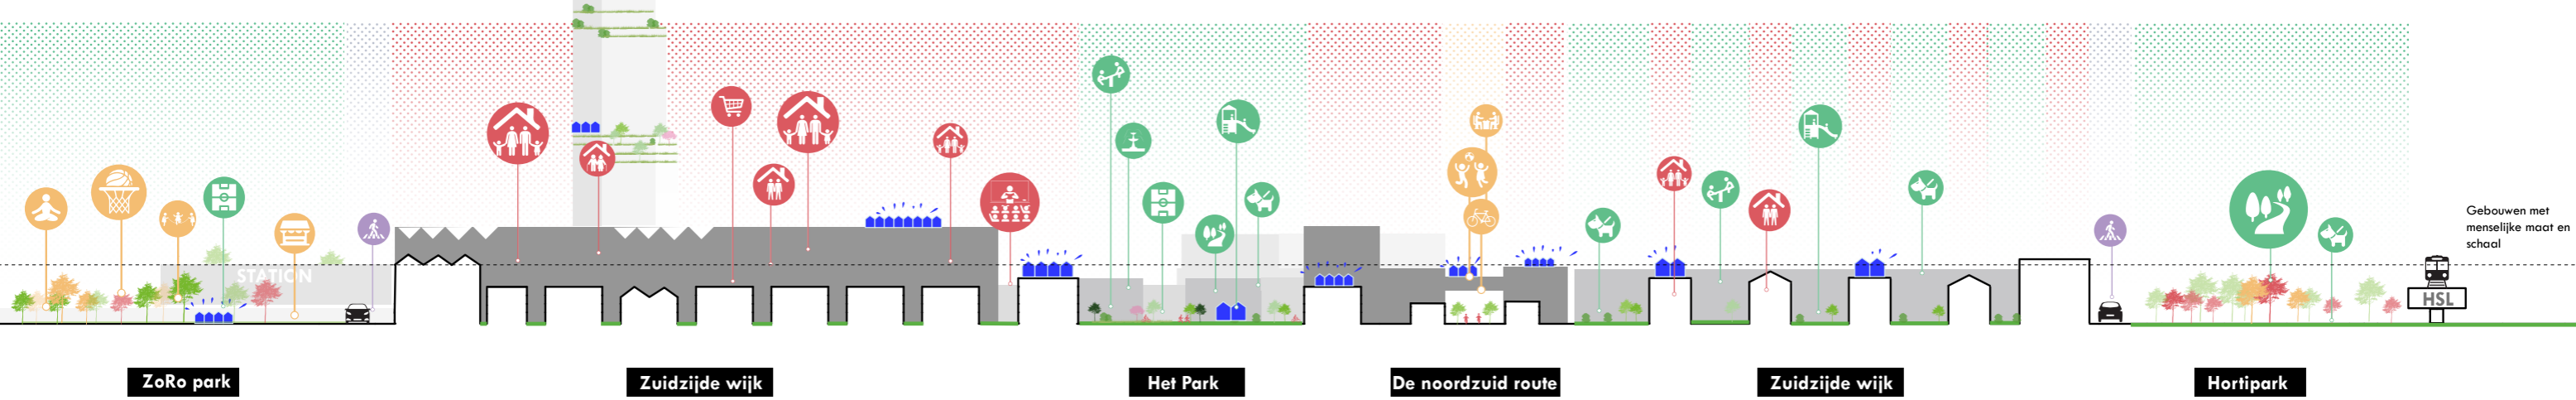 Gebouwen met
menselijke maat en
schaal
STATION
HSL
ZoRo park
Zuidzijde wijk
Het Park
De noordzuid route
Zuidzijde wijk
Hortipark